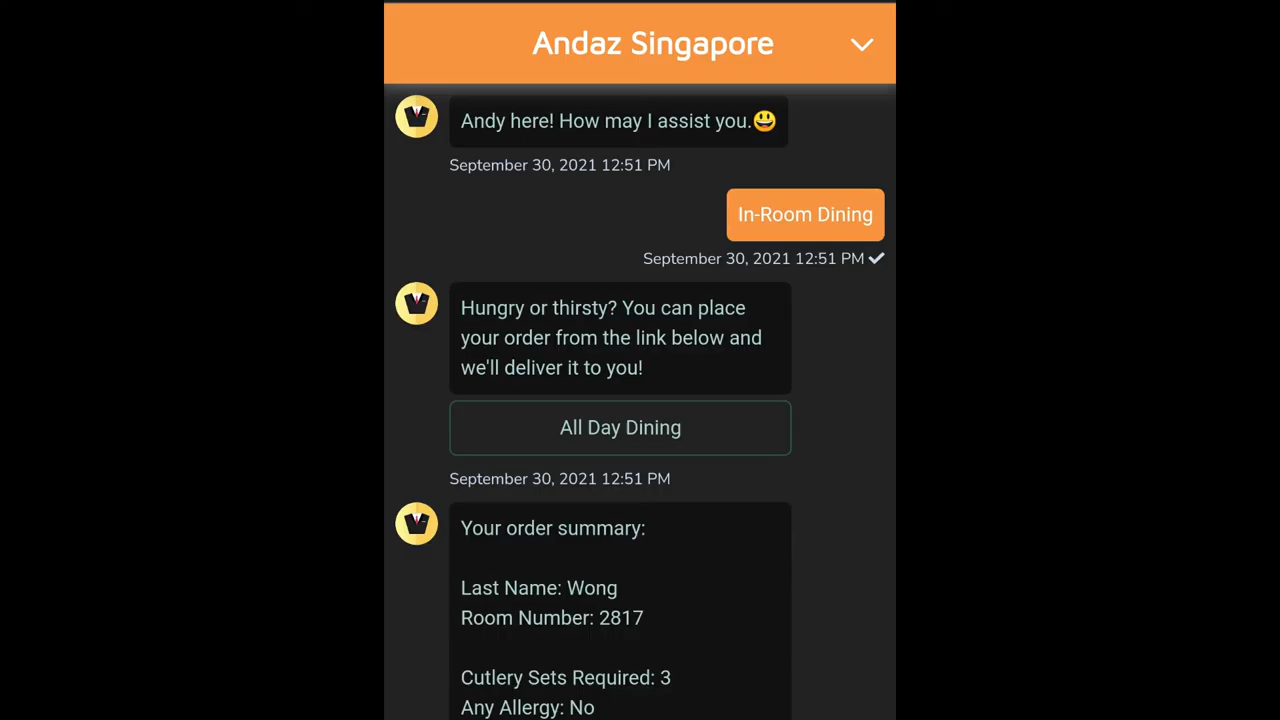 Andaz Singapore
Andy here! How may I assist you.😃
September 30, 2021 12:51 PM
In-Room Dining
September 30, 2021 12:51 PM
Hungry or thirsty? You can place
your order from the link below and
we'll deliver it to you!
All Day Dining
September 30, 2021 12:51 PM
Your order summary:
Last Name: Wong
Room Number: 2817
Cutlery Sets Required: 3
Any Allergy: No